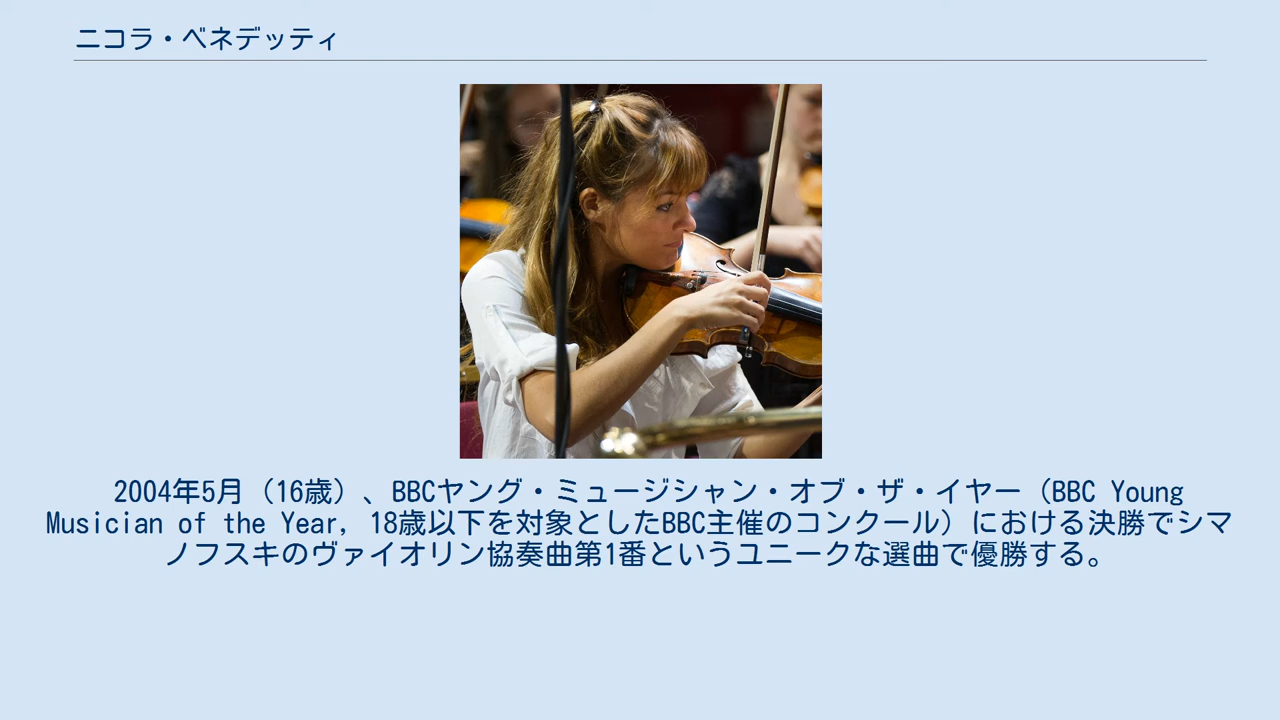 ニコラ・ベネデッティ
2004年5月（16歳）、BBCヤング・ミュージシャン・オブ・ザ・イヤー（BBC Young
Musician of the Year, 18歳以下を対象としたBBC主催のコンクール）における決勝でシマ
ノフスキのヴァイオリン協奏曲第1番というユニークな選曲で優勝する。